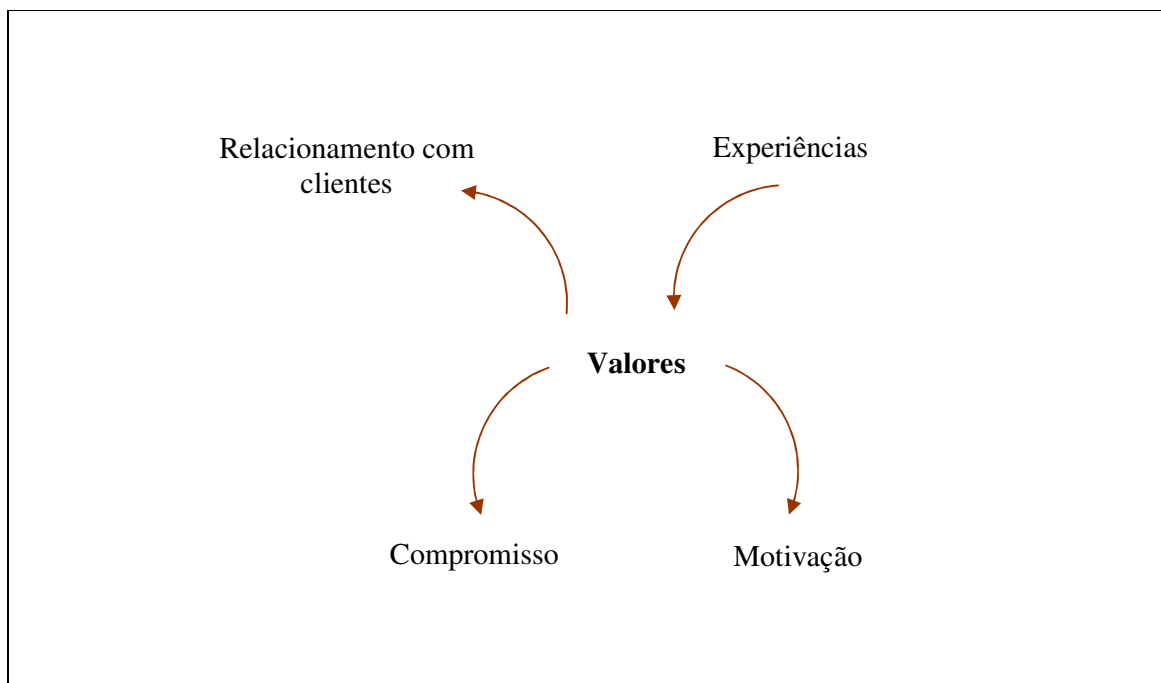 Relacionamento com
clientes
Experiências
Valores
Compromisso
Motivação